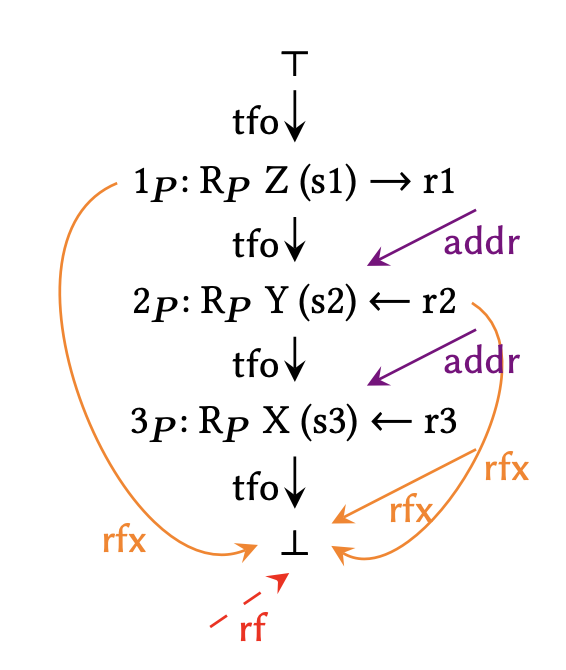 ⊤
tfo
1P: RP Z (s1) → r1
tfo
addr
2P: RP Y (s2) ← r2
tfo
addr
3P: RP X (s3) ← r3
tfo
rfx
rfx
rfx
⊥
rf